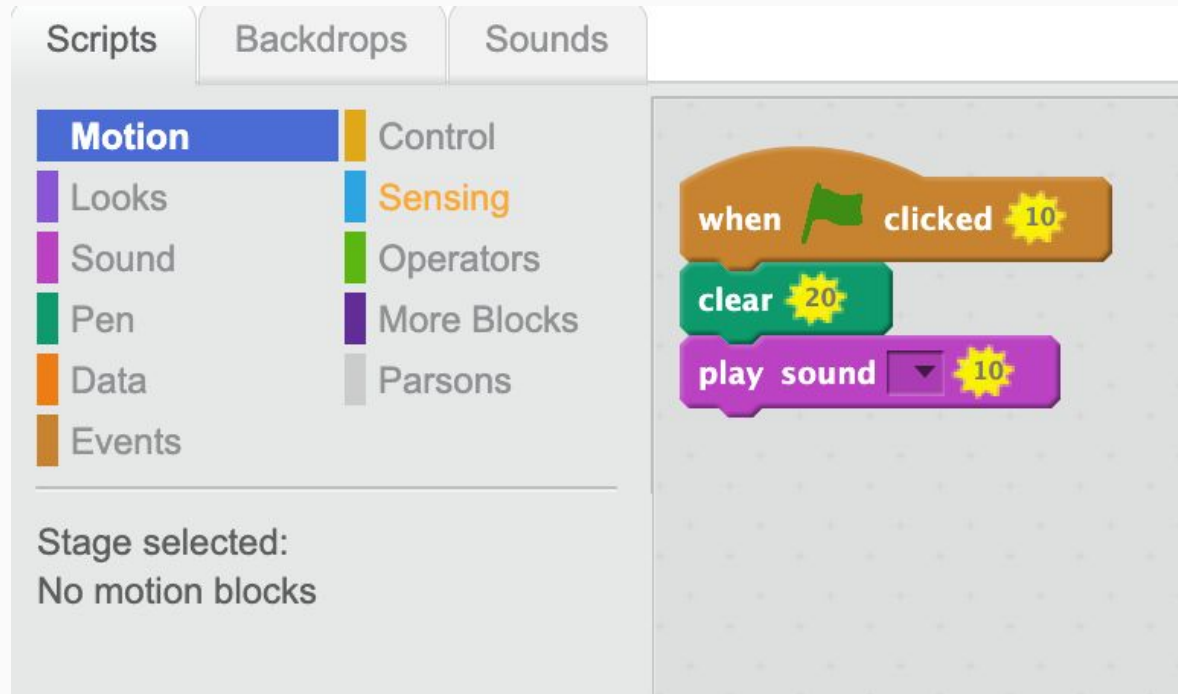 Scripts Backdrops Sounds
Motion
Looks
Sound
Pen
Data
Events
Control
Sensing
Operators
More Blocks
Parsons
Stage selected:
No motion blocks
when clicked 10
clear 20
play sound 10